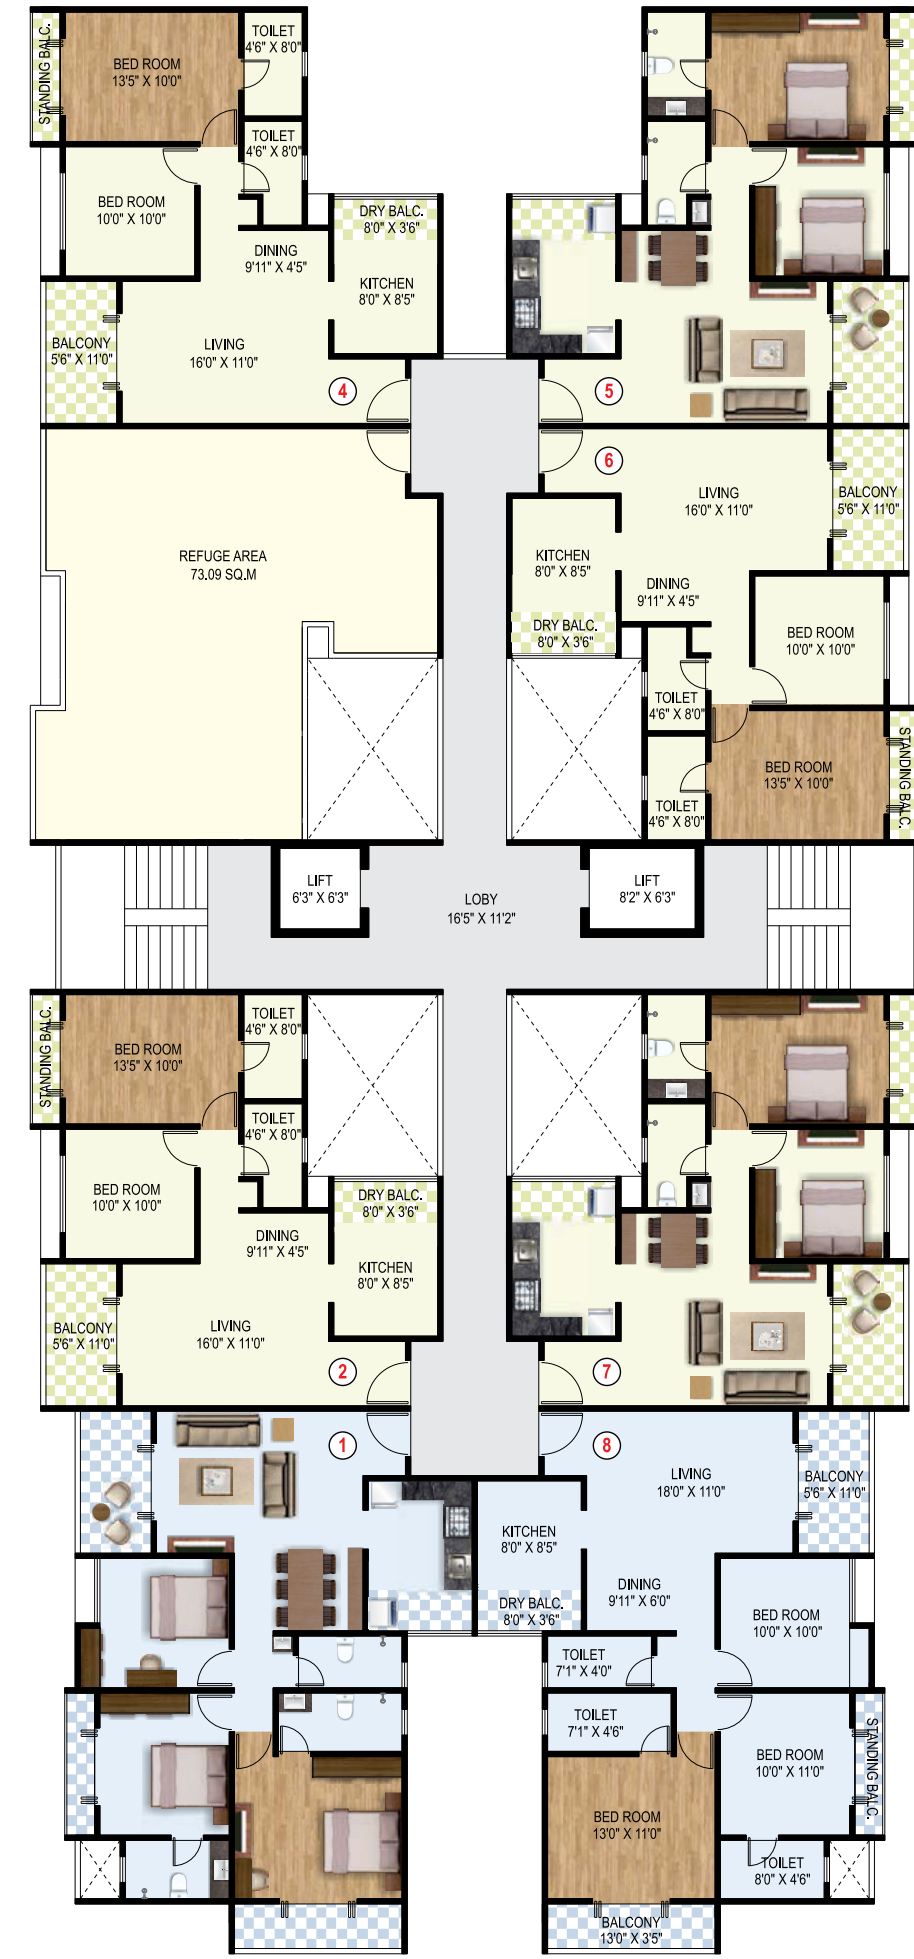 STANDING BALC.
BED ROOM
13'5" X 10'0"
TOILET
4'6" X 8'0"
TOILET
4'6" X 8'0"
BED ROOM
10'0" X 10'0"
DRY BALC.
8'0" X 3'6"
DINING
9'11" X 4'5"
KITCHEN
8'0" X 8'5"
BALCONY
5'6" X 11'0"
LIVING
16'0" X 11'0"
4
5
6
LIVING
16'0" X 11'0"
BALCONY
5'6" X 11'0"
REFUGE AREA
73.09 SQ.M
KITCHEN
8'0" X 8'5"
DINING
9'11" X 4'5"
DRY BALC.
8'0" X 3'6"
BED ROOM
10'0" X 10'0"
TOILET
4'6" X 8'0"
BED ROOM
13'5" X 10'0"
STANDING BALC.
TOILET
4'6" X 8'0"
LIFT
6'3" X 6'3"
LOBY
16'5" X 11'2"
LIFT
8'2" X 6'3"
STANDING BALC.
BED ROOM
13'5" X 10'0"
TOILET
4'6" X 8'0"
TOILET
4'6" X 8'0"
BED ROOM
10'0" X 10'0"
DRY BALC.
8'0" X 3'6"
DINING
9'11" X 4'5"
KITCHEN
8'0" X 8'5"
BALCONY
5'6" X 11'0"
LIVING
16'0" X 11'0"
2
7
1
8
LIVING
18'0" X 11'0"
BALCONY
5'6" X 11'0"
KITCHEN
8'0" X 8'5"
DINING
9'11" X 6'0"
DRY BALC.
8'0" X 3'6"
BED ROOM
10'0" X 10'0"
TOILET
7'1" X 4'0"
TOILET
7'1" X 4'6"
BED ROOM
10'0" X 11'0"
STANDING BALC.
BED ROOM
13'0" X 11'0"
TOILET
8'0" X 4'6"
BALCONY
13'0" X 3'5"